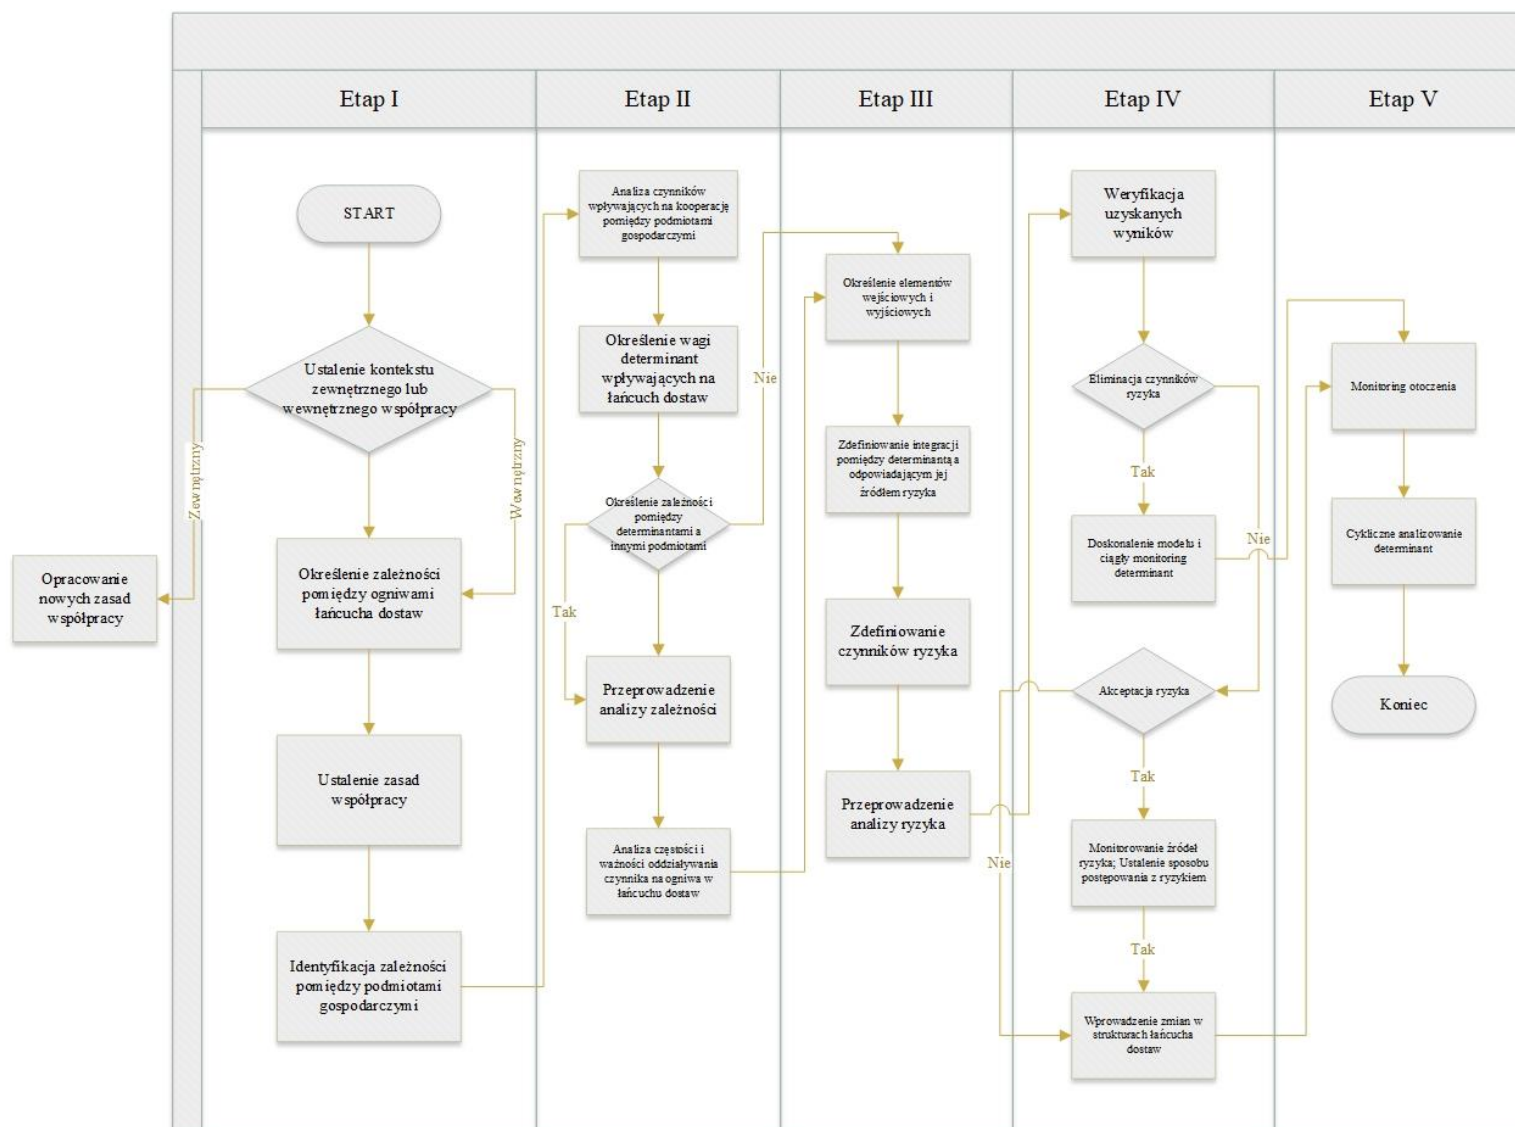 Etap I
Etap II
Etap III
Etap IV
Etap V
START
Ustalenie kontekstu
zewnętrznego lub
wewnętrznego współpracy
Zewnętrzny
Wewnętrzny
Opracowanie
nowych zasad
współpracy
Określenie zależności
pomiędzy ogniwami
łańcucha dostaw
Ustalenie zasad
współpracy
Identyfikacja zależności
pomiędzy podmiotami
gospodarczymi
Analiza czynników
wpływających na kooperację
pomiędzy podmiotami
gospodarczymi
Określenie wagi
determinant
wpływających na
łańcuch dostaw
Nie
Określenie zależności
pomiędzy
determinantami a
innymi podmiotami
Tak
Przeprowadzenie
analizy zależności
Analiza częstości i
ważności oddziaływania
czynnika na ogniwa w
łańcuchu dostaw
Określenie elementów
wejściowych i
wyjściowych
Zdefiniowanie integracji
pomiędzy determinantą a
odpowiadającym jej
źródłem ryzyka
Zdefiniowanie
czynników ryzyka
Przeprowadzenie
analizy ryzyka
Weryfikacja
uzyskanych
wyników
Eliminacja czynników
ryzyka
Tak
Nie
Doskonalenie modelu i
ciągły monitoring
determinant
Akceptacja ryzyka
Tak
Nie
Monitorowanie źródeł
ryzyka; Ustalenie sposobu
postępowania z ryzykiem
Tak
Wprowadzenie zmian w
strukturach łańcucha
dostaw
Monitoring otoczenia
Cykliczne analizowanie
determinant
Koniec